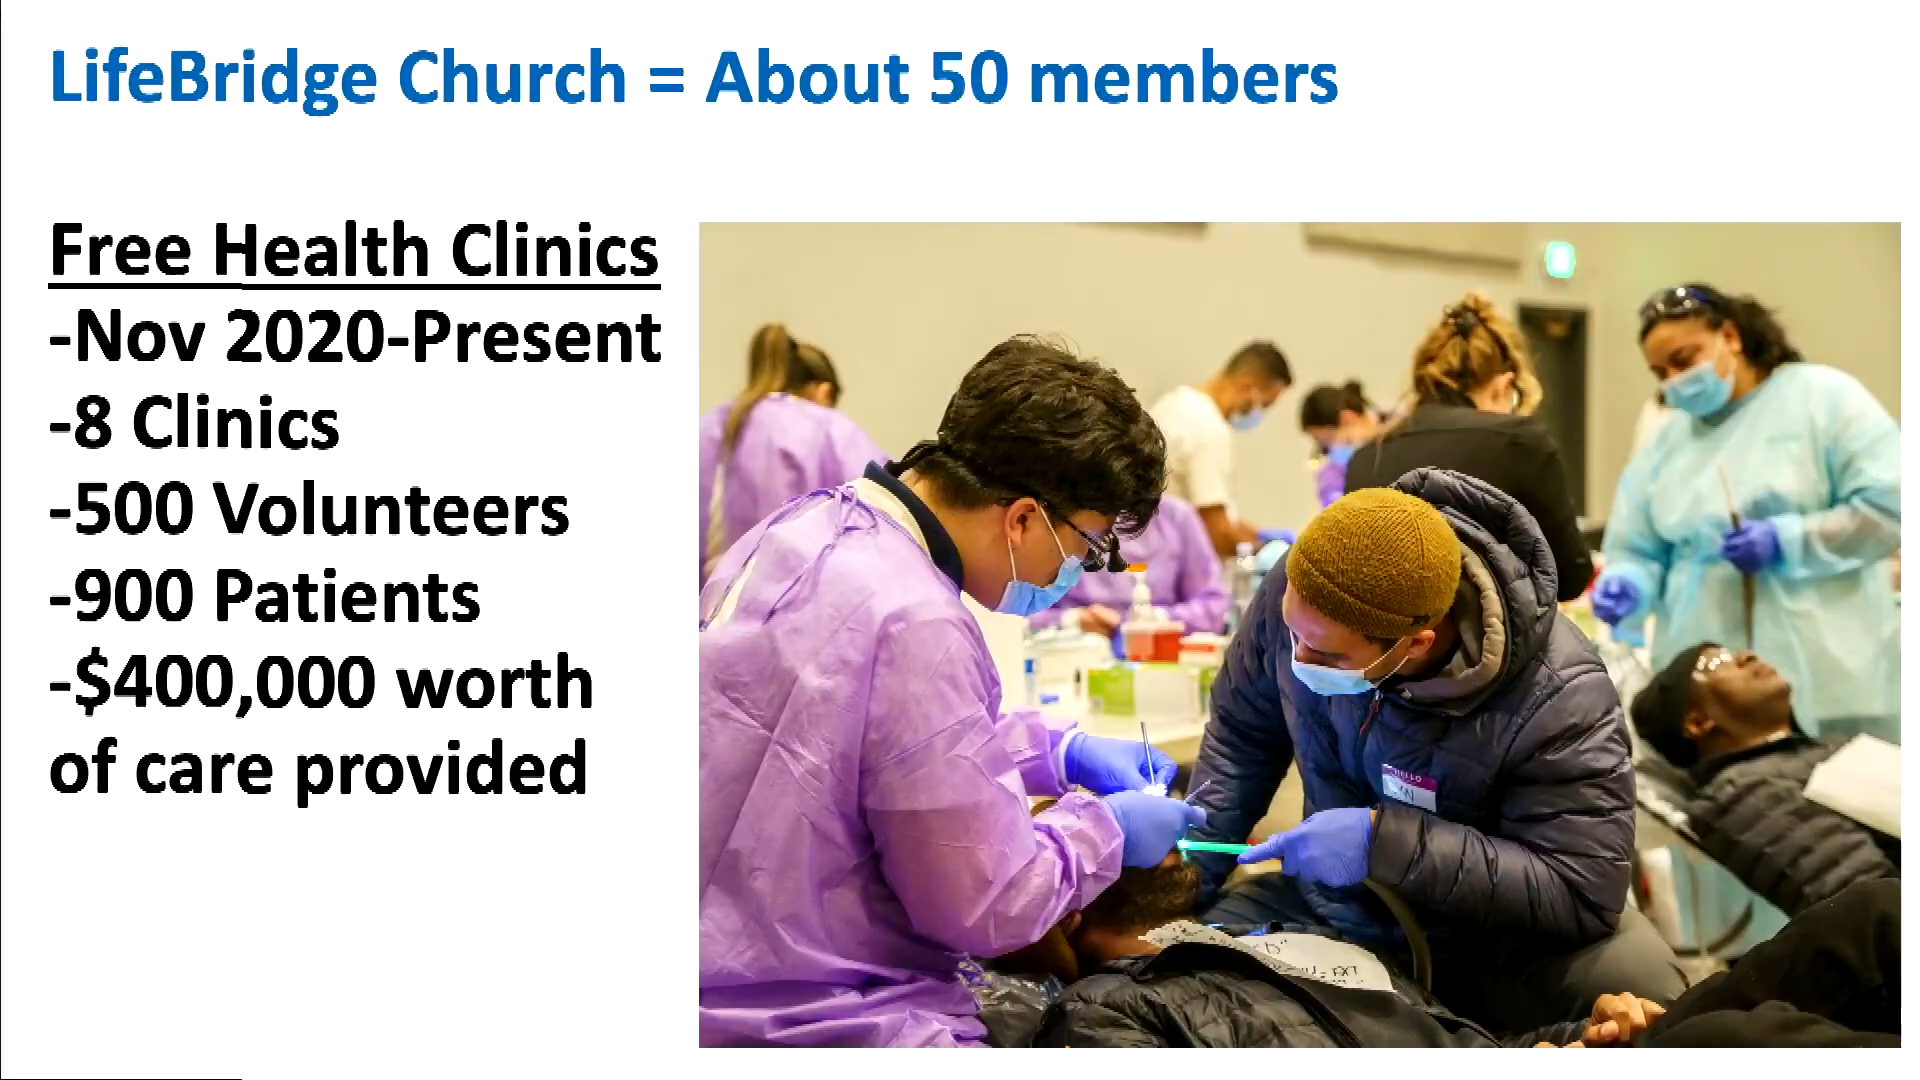 LifeBridge Church = About 50 members
Free Health Clinics
-Nov 2020-Present
-8 Clinics
-500 Volunteers
-900 Patients
-$400,000 worth
of care provided
HELLO